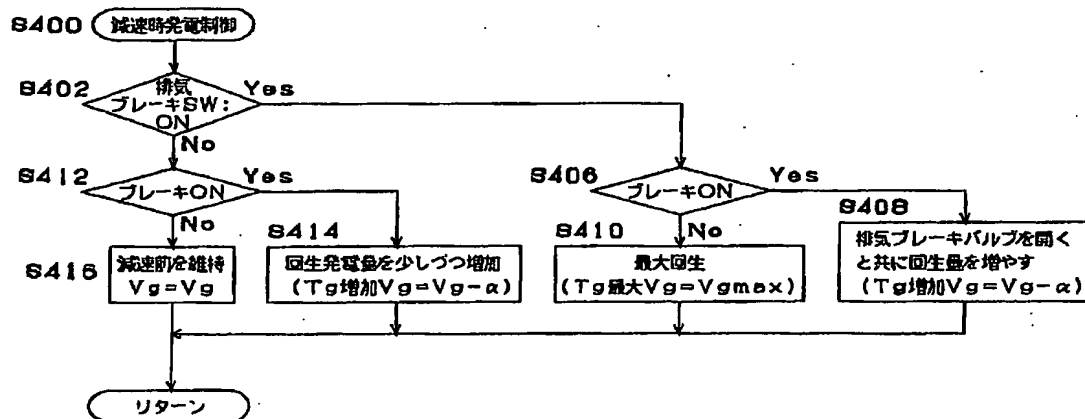 S400 減速時発電制御
S402 排気
ブレーキSW:
ON
Yes
No
S412 ブレーキON
Yes
No
S406 ブレーキON
Yes
No
S416 減速前を維持
Vg=Vg
S414
回生発電量を少しづつ増加
(Tg増加Vg=Vg-α)
S410
最大回生
(Tg最大Vg=Vgmax)
S408
排気ブレーキバルブを開く
と共に回生量を増やす
(Tg増加Vg=Vg-α)
リターン